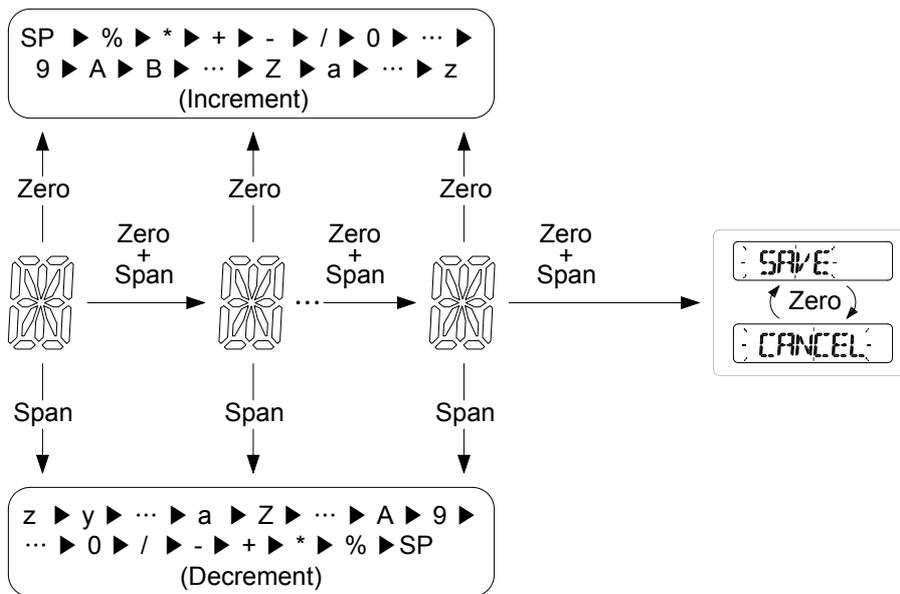 SP ▶ % ▶ * ▶ + ▶ - ▶ / ▶ 0 ▶ ··· ▶
9 ▶ A ▶ B ▶ ··· ▶ Z ▶ a ▶ ··· ▶ z
(Increment)
Zero
Zero
Zero
Zero
+
Span
···
Zero
+
Span
Zero
+
Span
SAVE
Zero
CANCEL
Span
Span
Span
z ▶ y ▶ ··· ▶ a ▶ Z ▶ ··· ▶ A ▶ 9 ▶
··· ▶ 0 ▶ / ▶ - ▶ + ▶ * ▶ % ▶ SP
(Decrement)